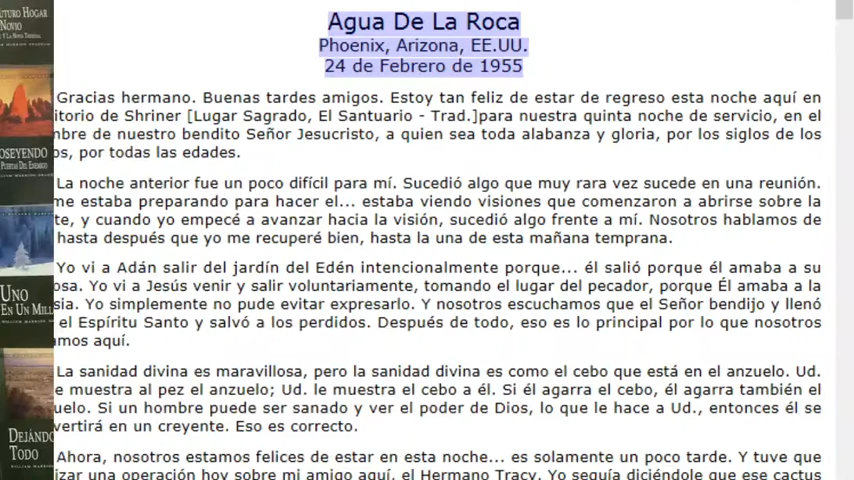 UTURO HOGAR
NOVIO
Agua De La Roca
Phoenix, Arizona, EE.UU.
24 de Febrero de 1955
Gracias hermano. Buenas tardes amigos. Estoy tan feliz de estar de regreso esta noche aquí en
itorio de Shriner [Lugar Sagrado, El Santuario - Trad.]para nuestra quinta noche de servicio, en el
nbre de nuestro bendito Señor Jesucristo, a quien sea toda alabanza y gloria, por los siglos de los
os, por todas las edades.
OSEYENDO
La noche anterior fue un poco difícil para mí. Sucedió algo que muy rara vez sucede en una reunión.
me estaba preparando para hacer el... estaba viendo visiones que comenzaron a abrirse sobre la
te, y cuando yo empecé a avanzar hacia la visión, sucedió algo frente a mí. Nosotros hablamos de
hasta después que yo me recuperé bien, hasta la una de esta mañana temprana.
Yo vi a Adán salir del jardín del Edén intencionalmente porque... él salió porque él amaba a su
osa. Yo vi a Jesús venir y salir voluntariamente, tomando el lugar del pecador, porque Él amaba a la
sia. Yo simplemente no pude evitar expresarlo. Y nosotros escuchamos que el Señor bendijo y llenó
el Espíritu Santo y salvó a los perdidos. Después de todo, eso es lo principal por lo que nosotros
amos aquí.
UNO
EN UN MILL
La sanidad divina es maravillosa, pero la sanidad divina es como el cebo que está en el anzuelo. Ud.
e muestra al pez el anzuelo; Ud. le muestra el cebo a él. Si él agarra el cebo, él agarra también el
uelo. Si un hombre puede ser sanado y ver el poder de Dios, lo que le hace a Ud., entonces él se
vertirá en un creyente. Eso es correcto.
DEJÁNDO
TODO
Ahora, nosotros estamos felices de estar en esta noche... es solamente un poco tarde. Y tuve que
izar una operación hoy sobre mi amigo aquí, el Hermano Tracy. Yo seguía diciéndole que ese cactus